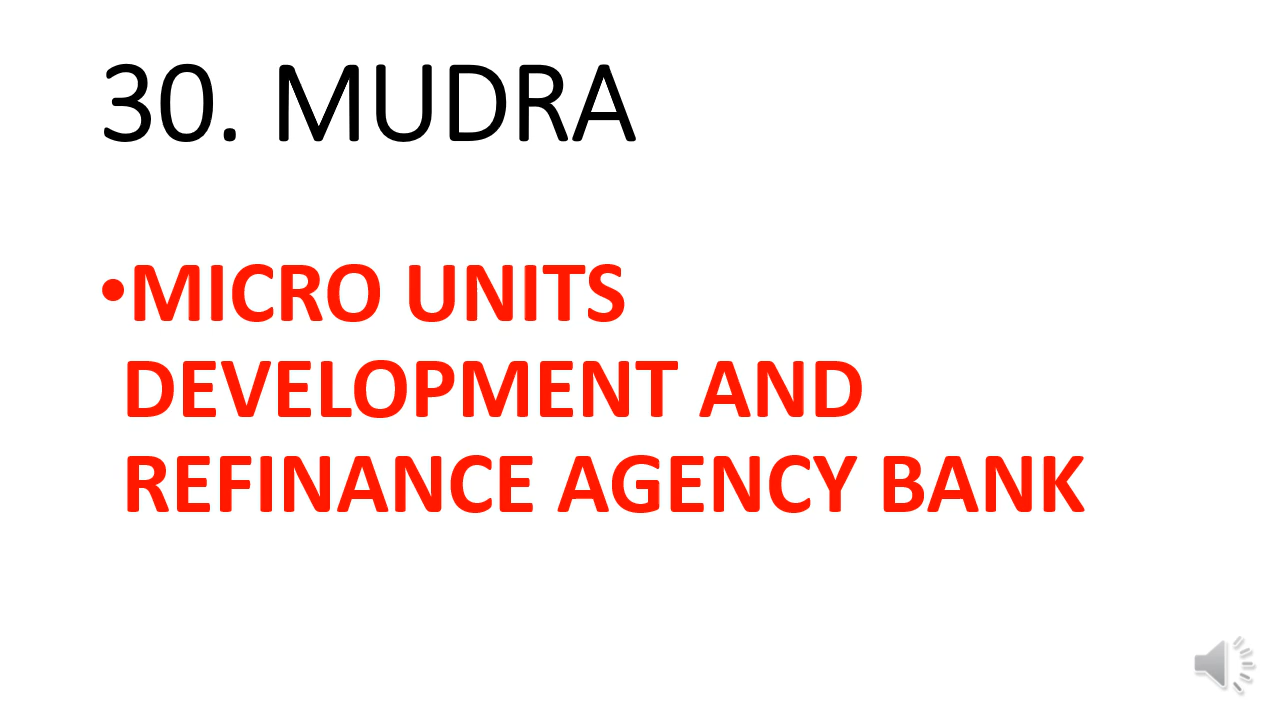 30. MUDRA
•MICRO UNITS
DEVELOPMENT AND
REFINANCE AGENCY BANK